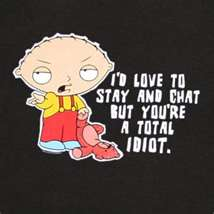 I'D LOVE TO
STAY AND CHAT
BUT YOU'RE
A TOTAL
IDIOT.